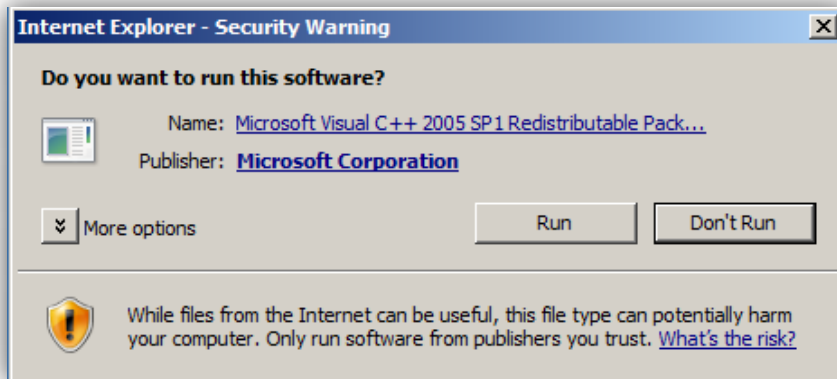 Internet Explorer - Security Warning
Do you want to run this software?
Name: Microsoft Visual C++ 2005 SP1 Redistributable Pack...
Publisher: Microsoft Corporation
More options
Run
Don't Run
While files from the Internet can be useful, this file type can potentially harm
your computer. Only run software from publishers you trust. What's the risk?